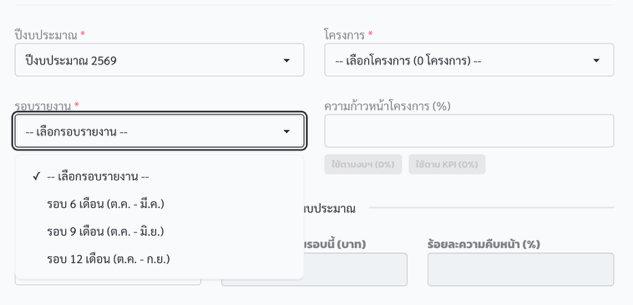 ปีงบประมาณ *
โครงการ *
ปีงบประมาณ 2569
-- เลือกโครงการ (0 โครงการ) --
รอบรายงาน *
ความก้าวหน้าโครงการ (%)
-- เลือกรอบรายงาน --
ใช้ตามงบฯ (0%)
ใช้ตาม KPI (0%)
✓ -- เลือกรอบรายงาน --
รอบ 6 เดือน (ต.ค. - มี.ค.)
รอบ 9 เดือน (ต.ค. - มิ.ย.)
รอบ 12 เดือน (ต.ค. - ก.ย.)
บประมาณ
รอบนี้ (บาท)
ร้อยละความคืบหน้า (%)